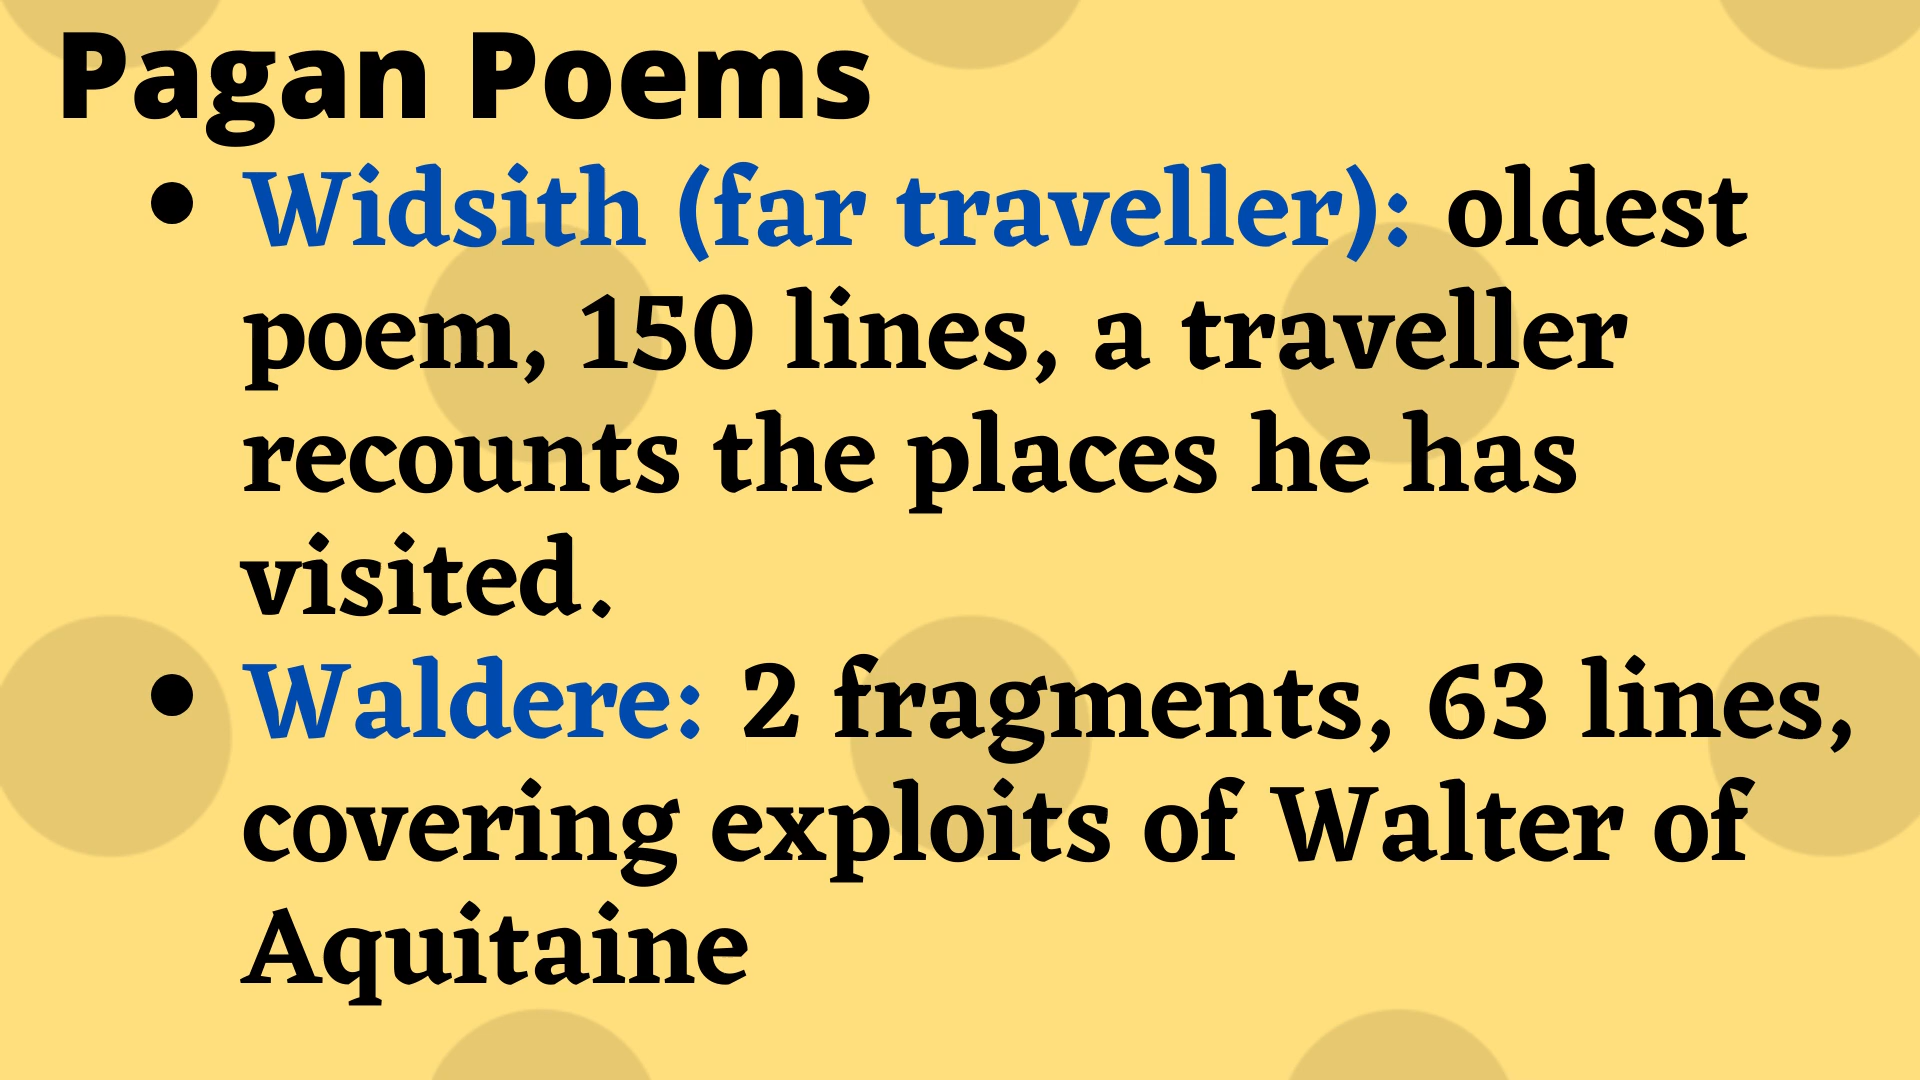 Pagan Poems
• Widsith (far traveller): oldest
poem, 150 lines, a traveller
recounts the places he has
visited.
• Waldere: 2 fragments, 63 lines,
covering exploits of Walter of
Aquitaine